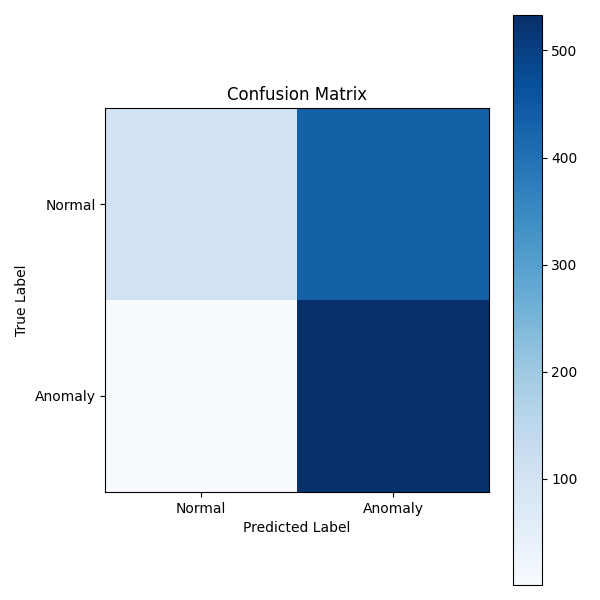 Confusion Matrix
True Label
Normal
Anomaly
Normal Anomaly
Predicted Label
500
400
300
200
100